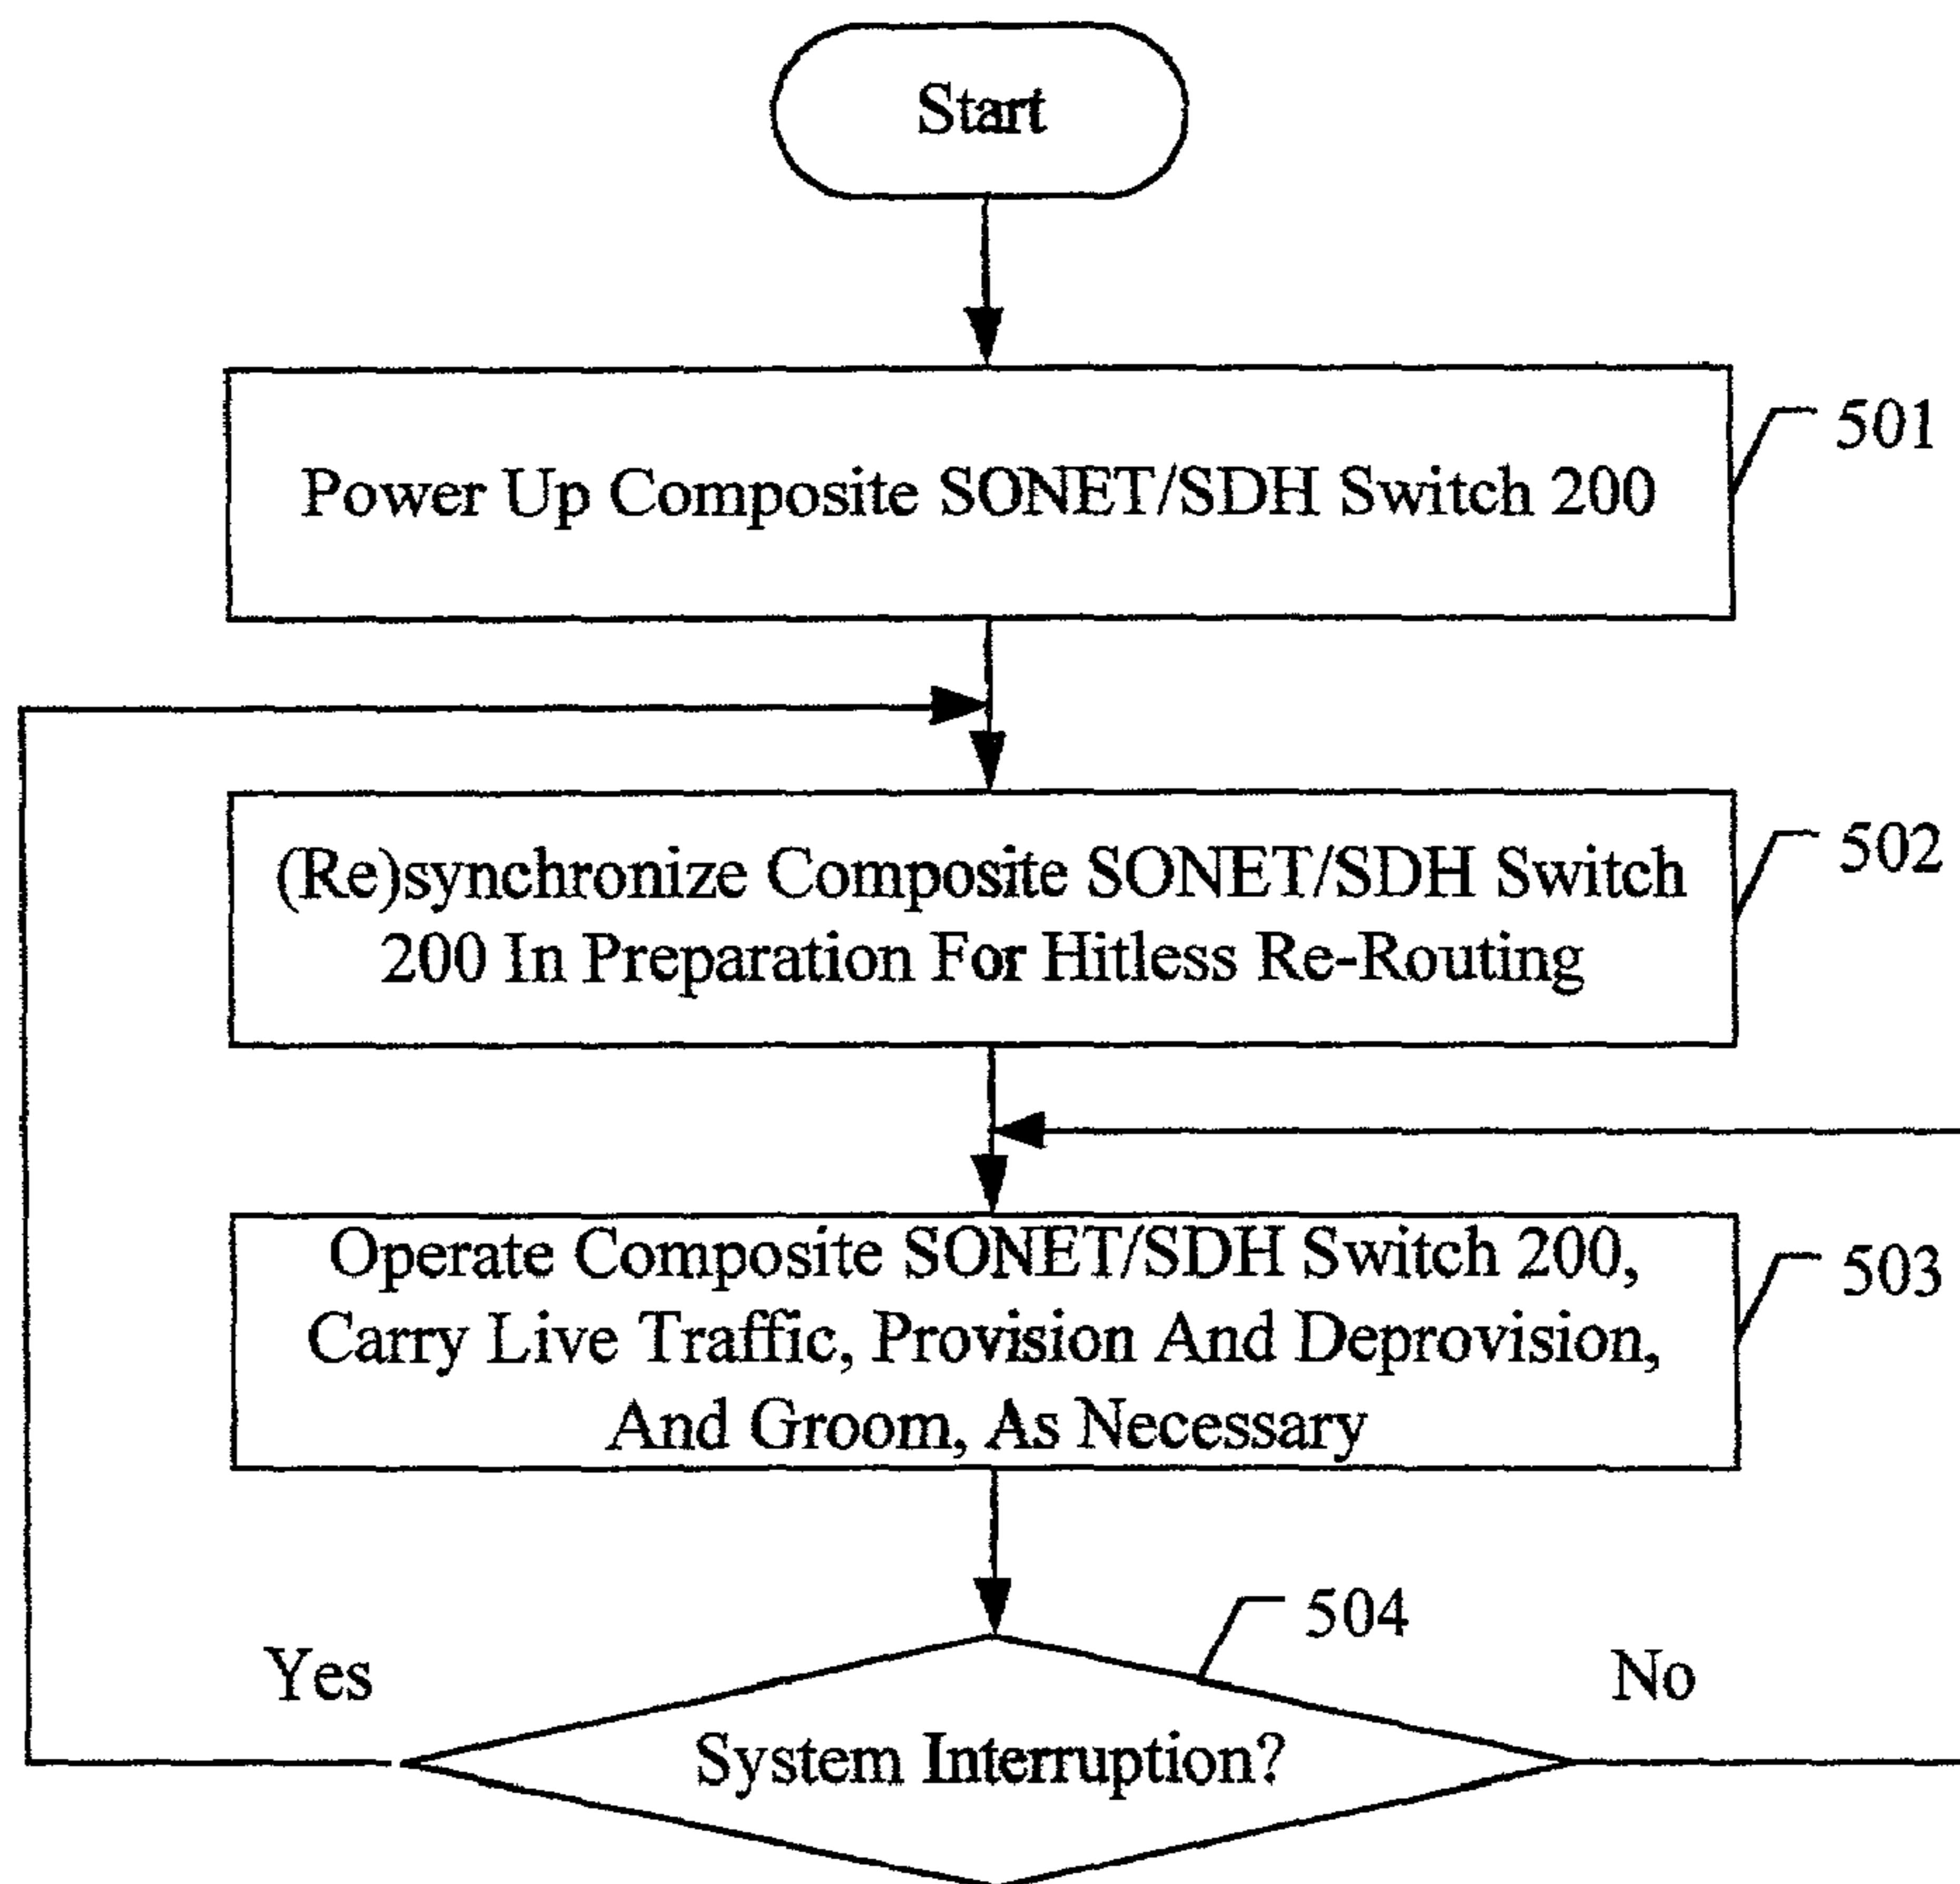 Start
Power Up Composite SONET/SDH Switch 200
501
(Re)synchronize Composite SONET/SDH Switch
200 In Preparation For Hitless Re-Routing
502
Operate Composite SONET/SDH Switch 200,
Carry Live Traffic, Provision And Deprovision,
And Groom, As Necessary
503
504
Yes
No
System Interruption?